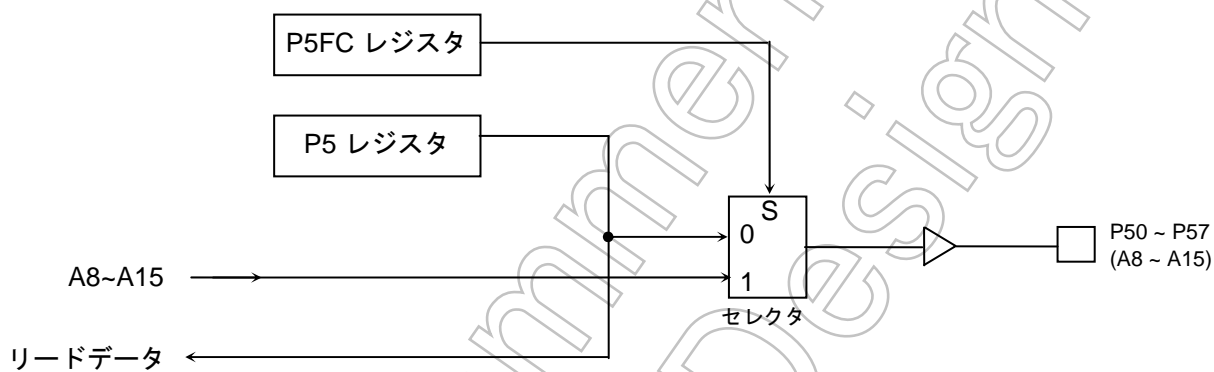 P5FC レジスタ
P5 レジスタ
S
0
1
セレクタ
A8~A15
リードデータ
P50 ~ P57
(A8 ~ A15)